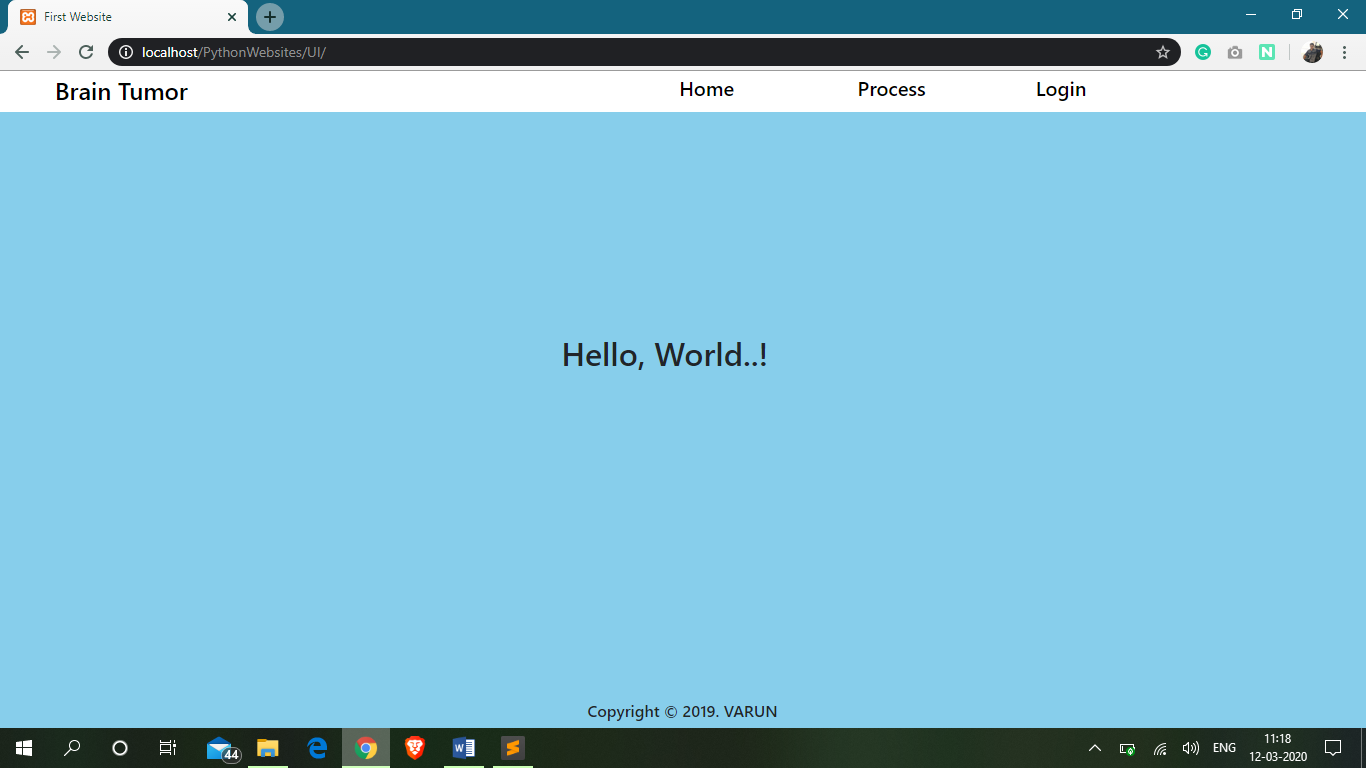 First Website
localhost/PythonWebsites/UI/
Brain Tumor Home Process Login
Hello, World..!
Copyright © 2019. VARUN
44
ENG
11:18
12-03-2020